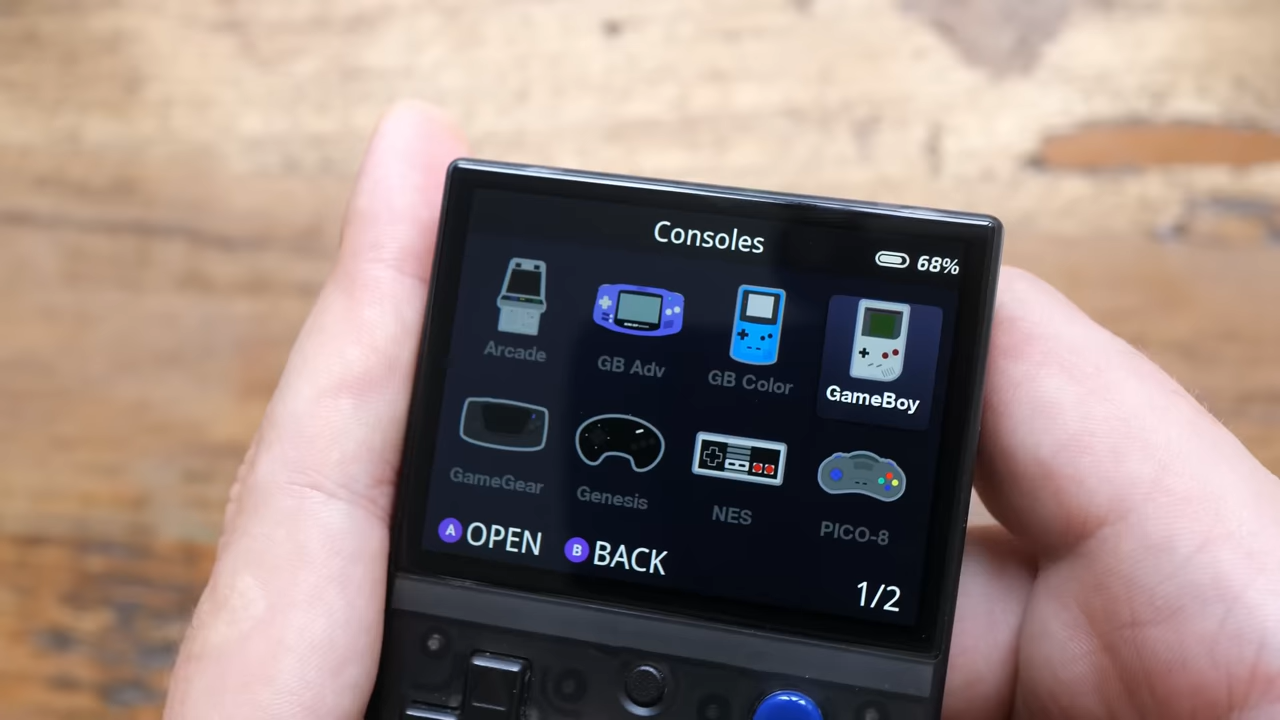 Consoles
68%
Arcade
GB Adv
GB Color
GameBoy
GameGear
Genesis
NES
PICO-8
A OPEN B BACK
1/2